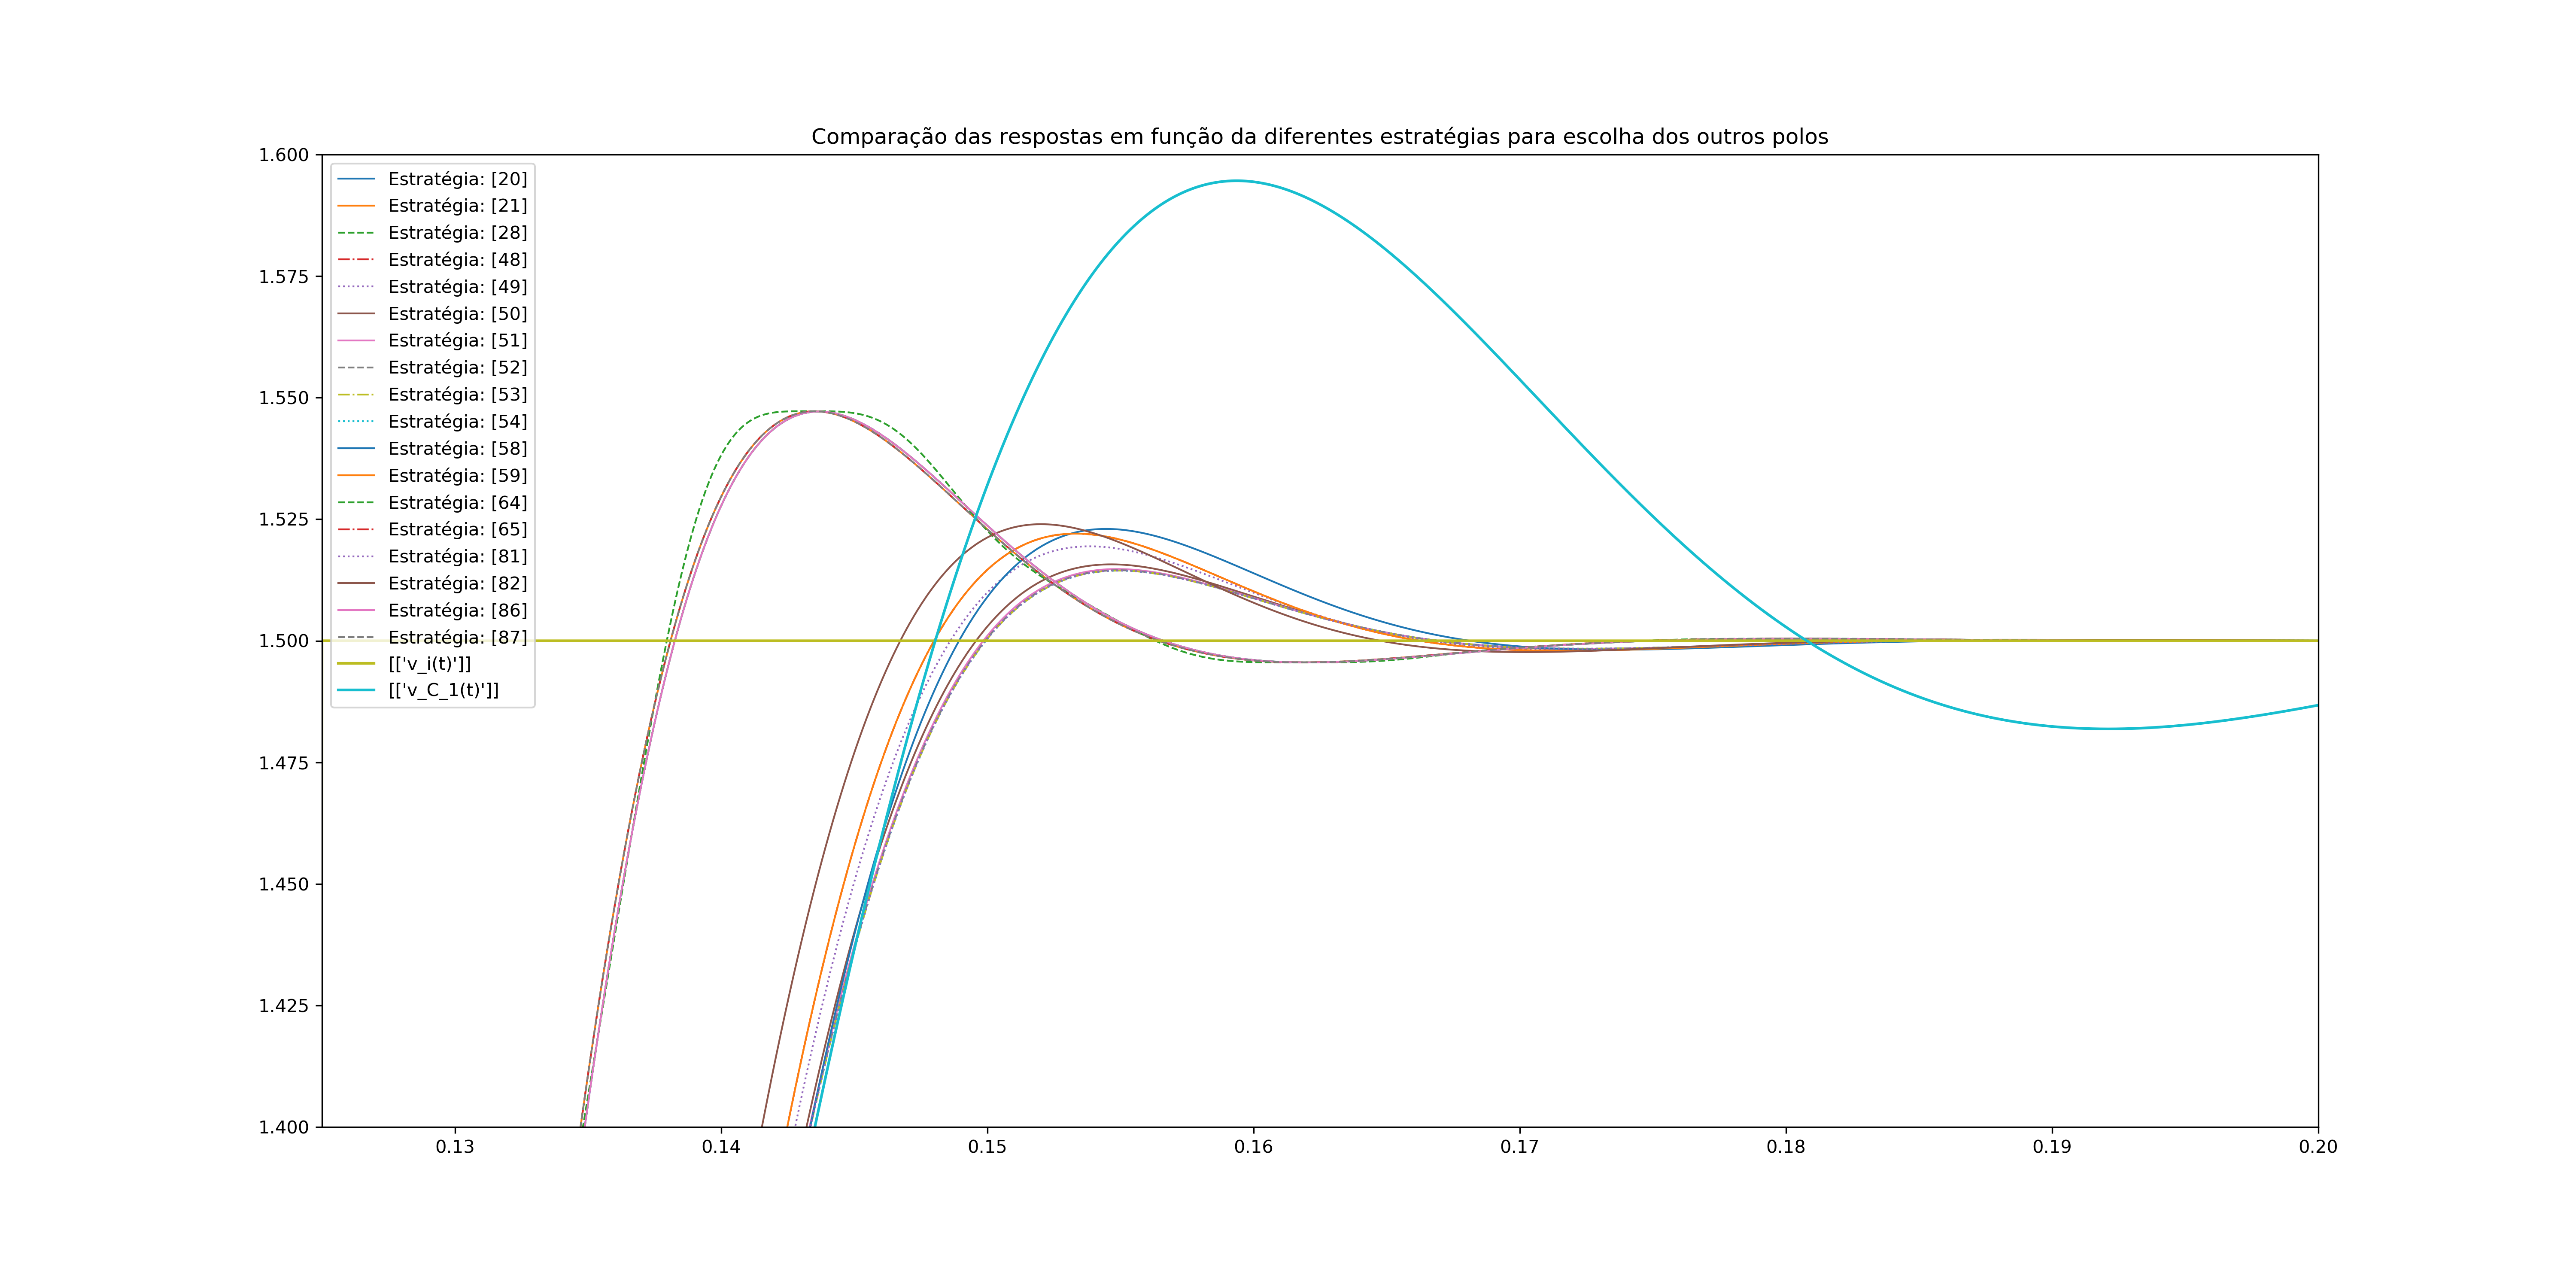 Comparação das respostas em função da diferentes estratégias para escolha dos outros polos
1.600
1.575
1.550
1.525
1.500
1.475
1.450
1.425
1.400
Estratégia: [20]
Estratégia: [21]
Estratégia: [28]
Estratégia: [48]
Estratégia: [49]
Estratégia: [50]
Estratégia: [51]
Estratégia: [52]
Estratégia: [53]
Estratégia: [54]
Estratégia: [58]
Estratégia: [59]
Estratégia: [64]
Estratégia: [65]
Estratégia: [81]
Estratégia: [82]
Estratégia: [86]
Estratégia: [87]
[['v_i(t)']]
[['v_C_1(t)']]
0.13 0.14 0.15 0.16 0.17 0.18 0.19 0.20